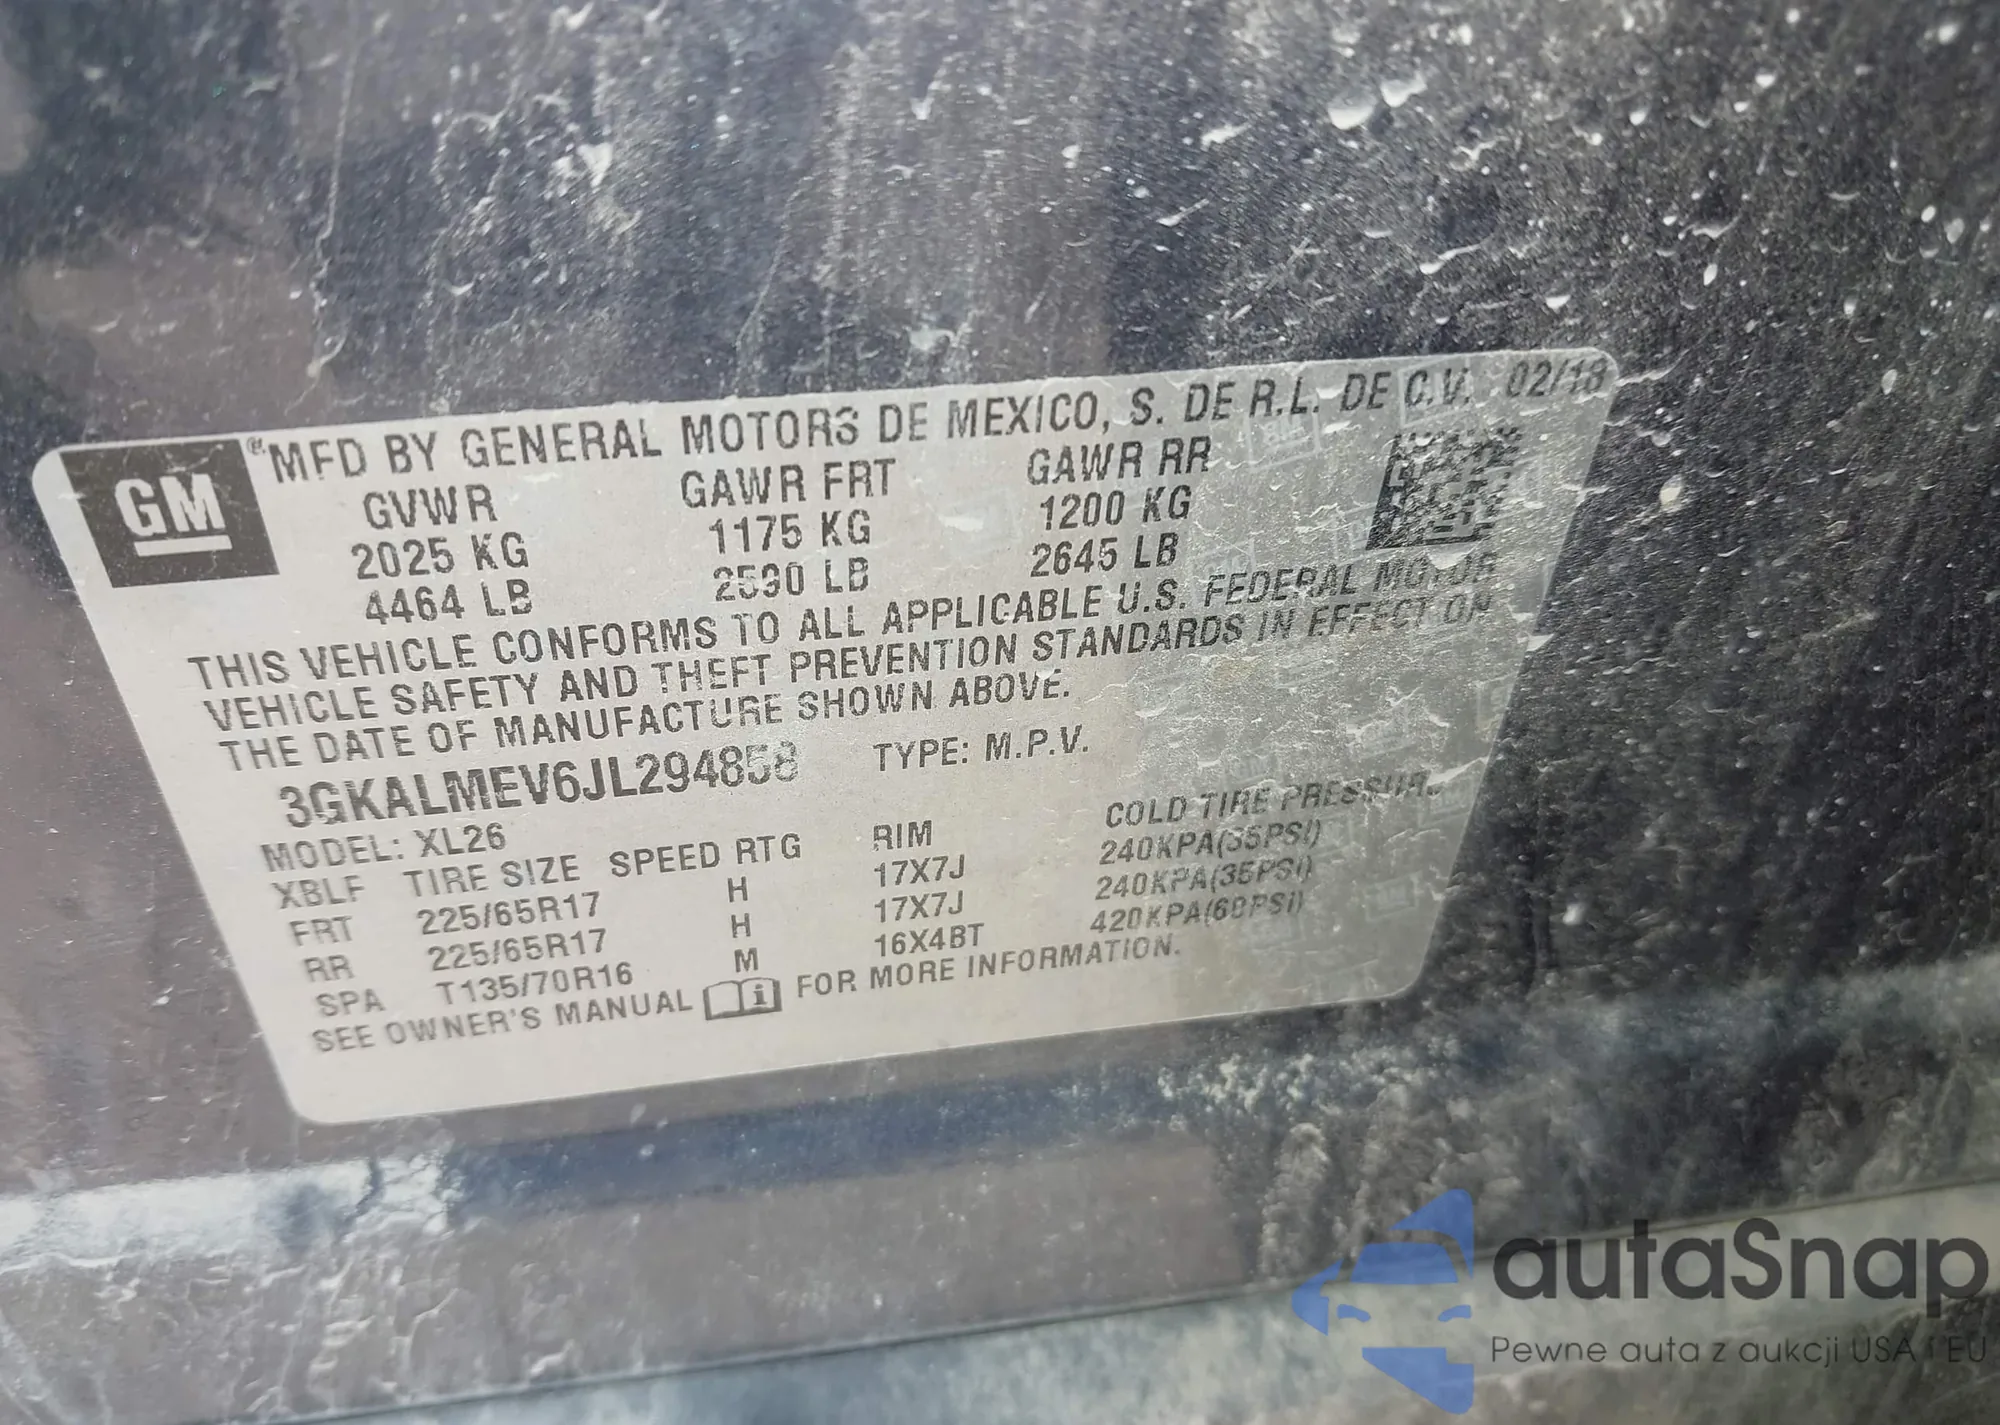 GM
® MFD BY GENERAL MOTORS DE MEXICO, S. DE R.L. DE C.V. 02/18
GVWR GAWR FRT GAWR RR
2025 KG 1175 KG 1200 KG
4464 LB 2590 LB 2645 LB
THIS VEHICLE CONFORMS TO ALL APPLICABLE U.S. FEDERAL MOTOR
VEHICLE SAFETY AND THEFT PREVENTION STANDARDS IN EFFECT ON
THE DATE OF MANUFACTURE SHOWN ABOVE.
3GKALMEV6JL294858 TYPE: M.P.V.
MODEL: XL26
XBLF TIRE SIZE SPEED RTG RIM COLD TIRE PRESSURE
FRT 225/65R17 H 17X7J 240KPA(35PSI)
RR 225/65R17 H 17X7J 240KPA(35PSI)
SPA T135/70R16 M 16X4BT 420KPA(60PSI)
SEE OWNER'S MANUAL FOR MORE INFORMATION.
autaSnap
Pewne auta z aukcji USA i EU